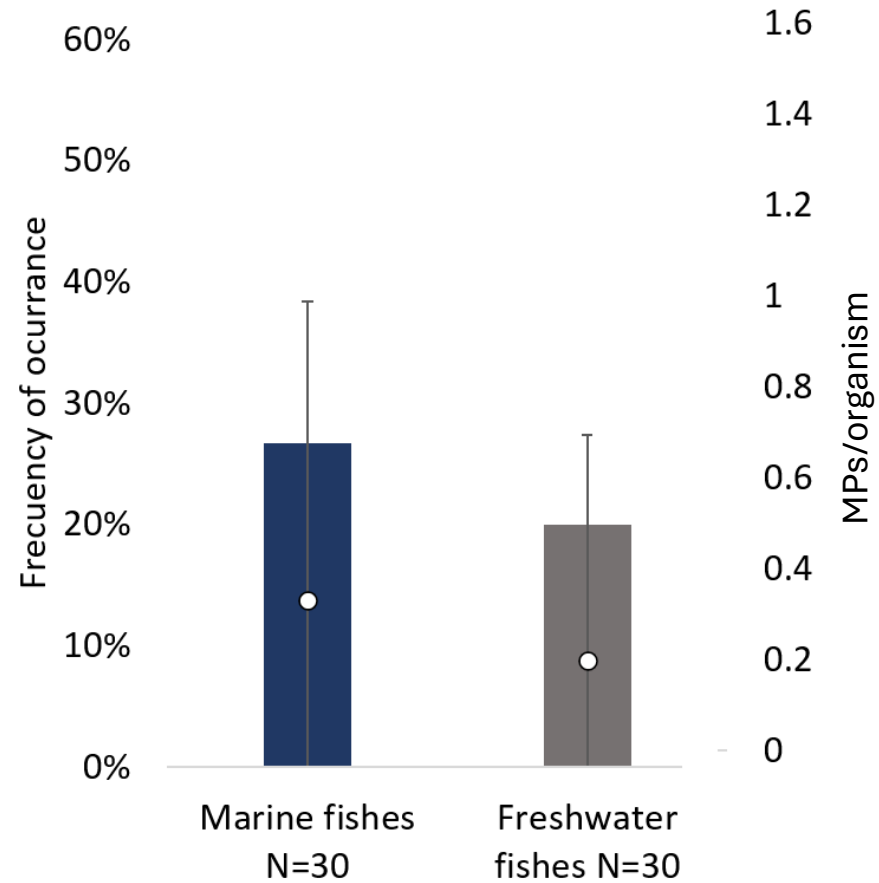 60%
50%
40%
30%
20%
10%
0%
Frecuency of ocurrance
1.6
1.4
1.2
1
0.8
0.6
0.4
0.2
0
MPs/organism
Marine fishes
N=30
Freshwater
fishes N=30